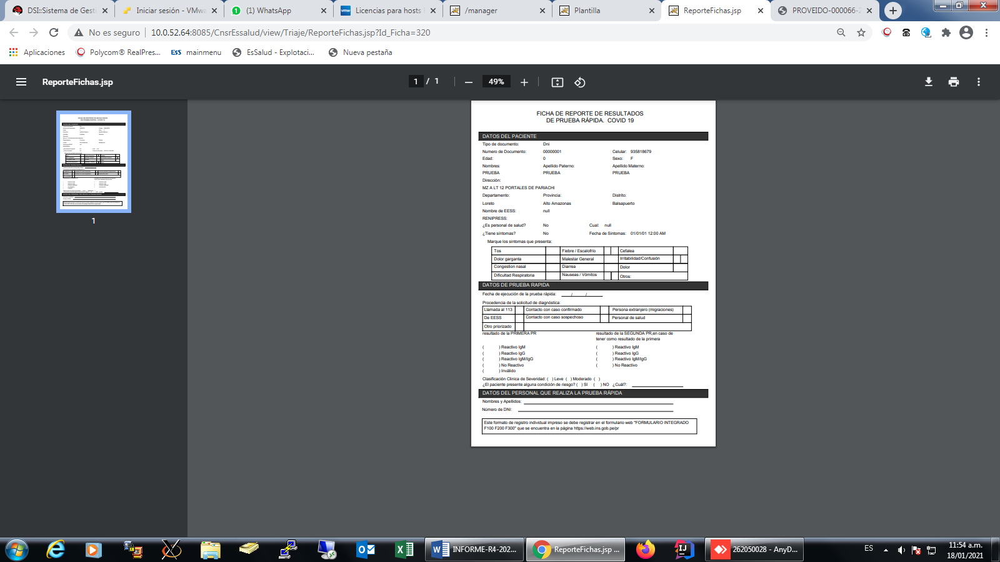 DSI::Sistema de Gesti
Iniciar sesión - VMwa
(1) WhatsApp
Licencias para hosts
/manager
Plantilla
ReporteFichas.jsp
PROVEIDO-000066-2
No es seguro
10.0.52.64:8085/CnsrEssalud/view/Triaje/ReporteFichas.jsp?Id_Ficha=320
Aplicaciones
Polycom® RealPres...
EsS mainmenu
EsSalud - Explotaci...
Nueva pestaña
ReporteFichas.jsp
1 / 1
49%
1
FICHA DE REPORTE DE RESULTADOS
DE PRUEBA RÁPIDA. COVID 19
DATOS DEL PACIENTE
Tipo de documento: Dni
Numero de Documento: 00000001 Celular: 935818679
Edad: 0 Sexo: F
Nombres: Apellido Paterno: Apellido Materno:
PRUEBA PRUEBA PRUEBA
Dirección:
MZ A LT 12 PORTALES DE PARIACHI
Departamento: Provincia: Distrito:
Loreto Alto Amazonas Balsapuerto
Nombre de EESS: null
RENIPRESS:
¿Es personal de salud? No Cual: null
¿Tiene síntomas? No Fecha de Sintomas: 01/01/01 12:00 AM
Marque los sintomas que presenta:
Tos Fiebre / Escalofrío Cefalea
Dolor garganta Malestar General Irritabilidad/Confusión
Congestion nasal Diarrea Dolor
Dificultad Respiratoria Nauseas / Vómitos Otros:
DATOS DE PRUEBA RAPIDA
Fecha de ejecución de la prueba rápida: ____/______/______
Procedencia de la solicitud de diagnóstica:
Llamada al 113 Contacto con caso confirmado Persona extranjero (migraciones)
De EESS Contacto con caso sospechoso Personal de salud
Otro priorizado
resultado de la PRIMERA PR resultado de la SEGUNDA PR,en caso de
tener como resultado de la primera
( ) Reactivo IgM ( ) Reactivo IgM
( ) Reactivo IgG ( ) Reactivo IgG
( ) Reactivo IgM/IgG ( ) Reactivo IgM/IgG
( ) No Reactivo ( ) No Reactivo
( ) Inválido
Clasificación Clínica de Severidad: ( ) Leve ( ) Moderado ( )
¿El paciente presente alguna condición de riesgo? ( ) SI ( ) NO ¿Cuál?:
DATOS DEL PERSONAL QUE REALIZA LA PRUEBA RÁPIDA
Nombres y Apellidos:
Número de DNI:
Este formato de registro individual impreso se debe registrar en el formulario web "FORMULARIO INTEGRADO
F100 F200 F300" que se encuentra en la página https://web.ins.gob.pe/pr
INFORME-R4-202...
ReporteFichas.jsp ...
262050028 - AnyD...
ES
11:54 a.m.
18/01/2021